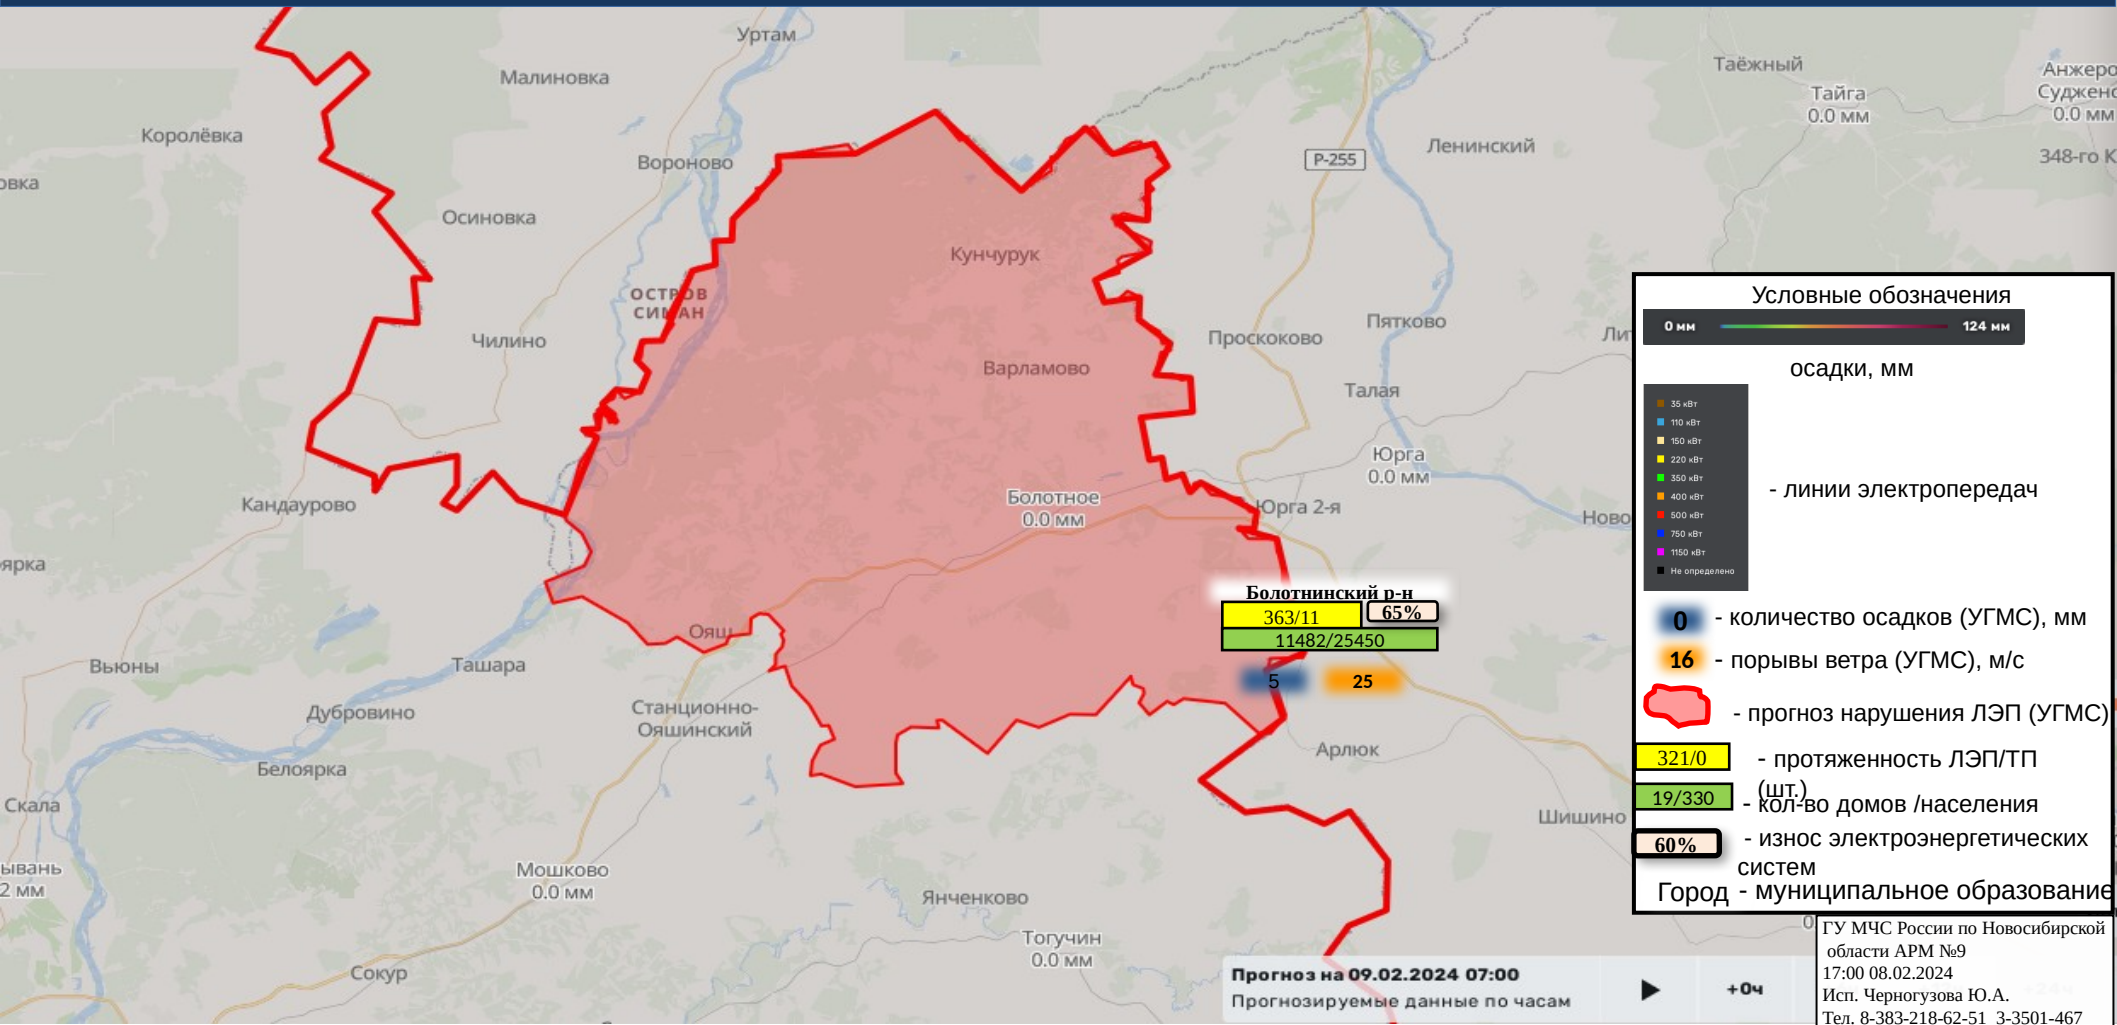 Уртам
Малиновка
Таёжный
Анжеро
Судженс
0.0 мм
Тайга
0.0 мм
Королёвка
Вороново
Р-255
Ленинский
348-го К
овка
Осиновка
Кунчурук
ОСТРОВ
СИМАН
Чилино
Проскоково
Пятково
Ли
Варламово
Талая
Юрга
0.0 мм
Кандаурово
Болотное
0.0 мм
Юрга 2-я
Ново
ярка
Болотнинский р-н
363/11
65%
11482/25450
5
25
Ояш
Вьюны
Ташара
Дубровино
Станционно-
Ояшинский
Арлюк
Белоярка
Скала
Шишино
ывань
2 мм
Мошково
0.0 мм
Янченково
Тогучин
0.0 мм
Сокур
Условные обозначения
0 мм
124 мм
осадки, мм
35 кВт
110 кВт
150 кВт
220 кВт
350 кВт
400 кВт
500 кВт
750 кВт
1150 кВт
Не определено
- линии электропередач
0 - количество осадков (УГМС), мм
16 - порывы ветра (УГМС), м/с
- прогноз нарушения ЛЭП (УГМС)
321/0 - протяженность ЛЭП/ТП
(шт.)
19/330 - кол-во домов /населения
60% - износ электроэнергетических
систем
Город - муниципальное образование
Прогноз на 09.02.2024 07:00
Прогнозируемые данные по часам
+0ч
ГУ МЧС России по Новосибирской
области АРМ №9
17:00 08.02.2024
Исп. Черногузова Ю.А.
Тел. 8-383-218-62-51 3-3501-467